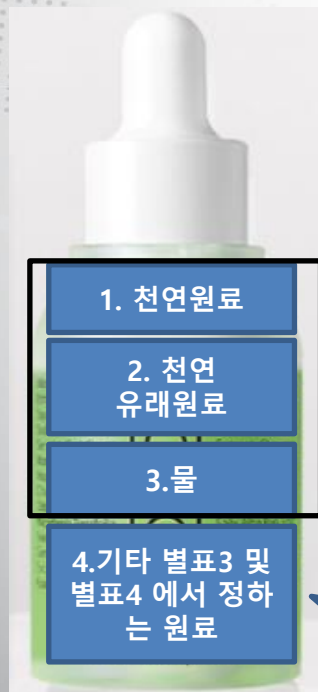 1. 천연원료
2. 천연
유래원료
3.물
4.기타 별표3 및
별표4 에서 정하
는 원료